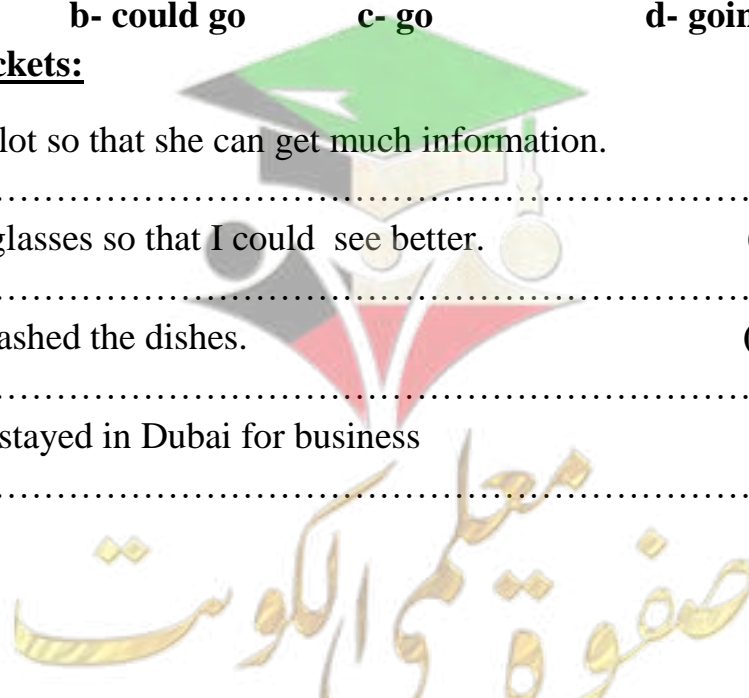 b- could go c- go d- goin
ckets:
lot so that she can get much information.
………………………………………………………………
glasses so that I could see better. (
………………………………………………………………
ashed the dishes. (
………………………………………………………………
stayed in Dubai for business
………………………………………………………………
صفوة معلمي الكويت